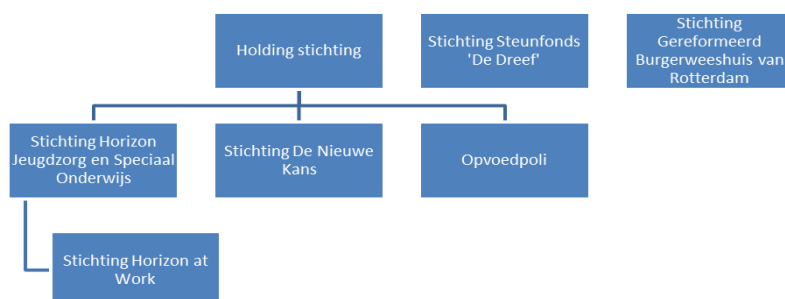 Holding stichting
Stichting Steunfonds
'De Dreef'
Stichting
Gereformeerd
Burgerweeshuis van
Rotterdam
Stichting Horizon
Jeugdzorg en Speciaal
Onderwijs
Stichting De Nieuwe
Kans
Opvoedpoli
Stichting Horizon at
Work